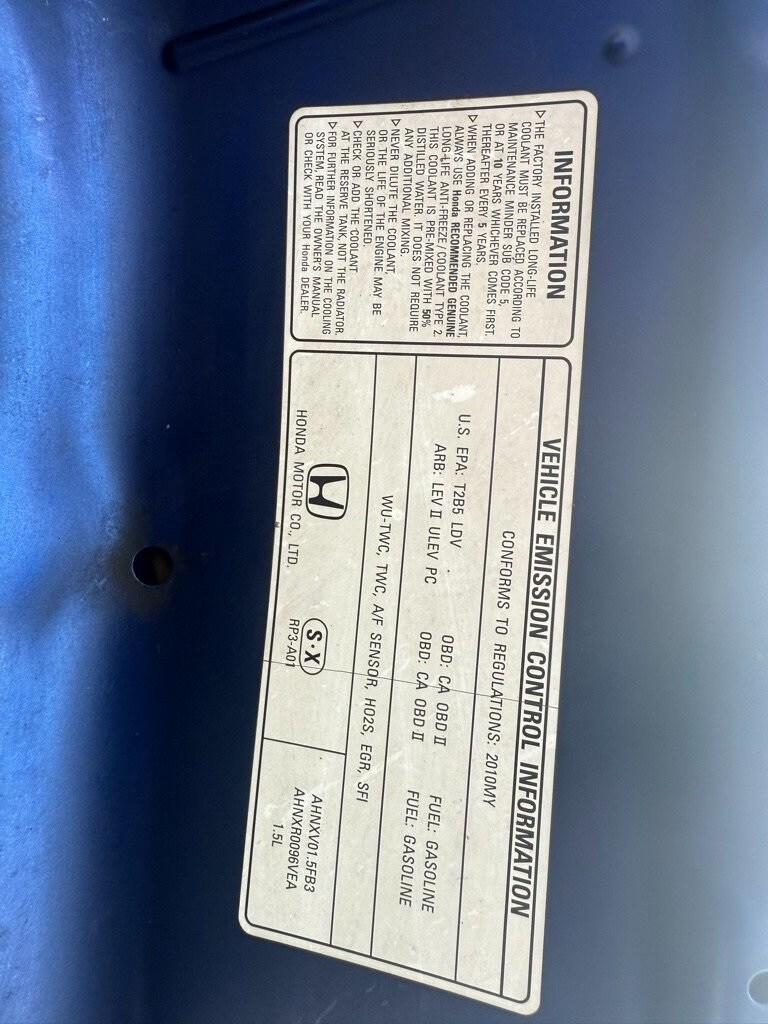 INFORMATION
▷ THE FACTORY INSTALLED LONG-LIFE
COOLANT MUST BE REPLACED ACCORDING TO
MAINTENANCE MINDER SUB CODE 5,
OR AT 10 YEARS WHICHEVER COMES FIRST.
THEREAFTER EVERY 5 YEARS.
▷ WHEN ADDING OR REPLACING THE COOLANT,
ALWAYS USE Honda RECOMMENDED GENUINE
LONG-LIFE ANTI-FREEZE / COOLANT TYPE 2.
THIS COOLANT IS PRE-MIXED WITH 50%
DISTILLED WATER. IT DOES NOT REQUIRE
ANY ADDITIONAL MIXING.
▷ NEVER DILUTE THE COOLANT,
OR THE LIFE OF THE ENGINE MAY BE
SERIOUSLY SHORTENED.
▷ CHECK OR ADD THE COOLANT
AT THE RESERVE TANK, NOT THE RADIATOR.
▷ FOR FURTHER INFORMATION ON THE COOLING
SYSTEM, READ THE OWNER'S MANUAL
OR CHECK WITH YOUR Honda DEALER.
VEHICLE EMISSION CONTROL INFORMATION
CONFORMS TO REGULATIONS: 2010MY
U.S. EPA: T2B5 LDV OBD: CA OBD II FUEL: GASOLINE
ARB: LEV II ULEV PC OBD: CA OBD II FUEL: GASOLINE
WU-TWC, TWC, A/F SENSOR, HO2S, EGR, SFI
HONDA MOTOR CO., LTD.
S·X
RP3-A01
AHNXV01.5FB3
AHNXR0096VEA
1.5L